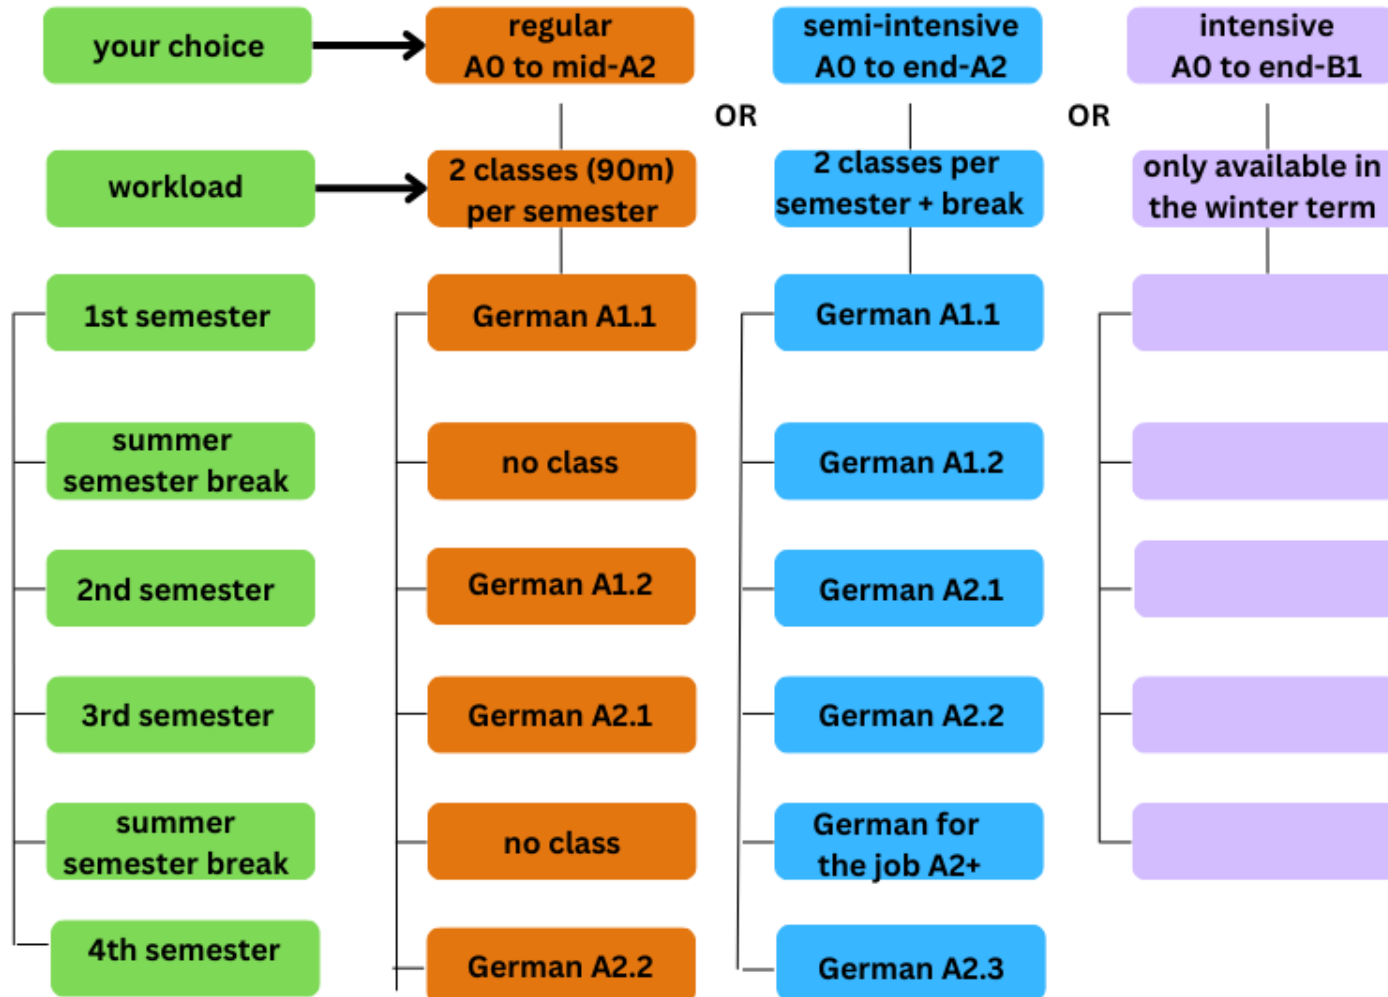 your choice
regular
A0 to mid-A2
semi-intensive
A0 to end-A2
intensive
A0 to end-B1
OR
OR
workload
2 classes (90m)
per semester
2 classes per
semester + break
only available in
the winter term
1st semester
German A1.1
German A1.1
summer
semester break
no class
German A1.2
2nd semester
German A1.2
German A2.1
3rd semester
German A2.1
German A2.2
summer
semester break
no class
German for
the job A2+
4th semester
German A2.2
German A2.3